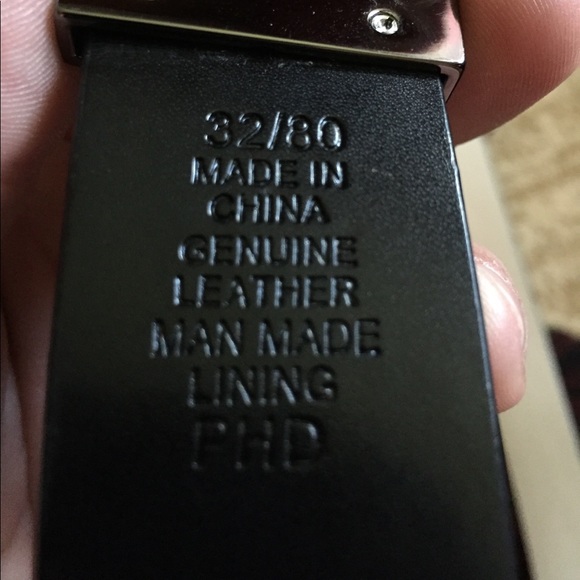 32/80
MADE IN
CHINA
GENUINE
LEATHER
MAN MADE
LINING
PHD